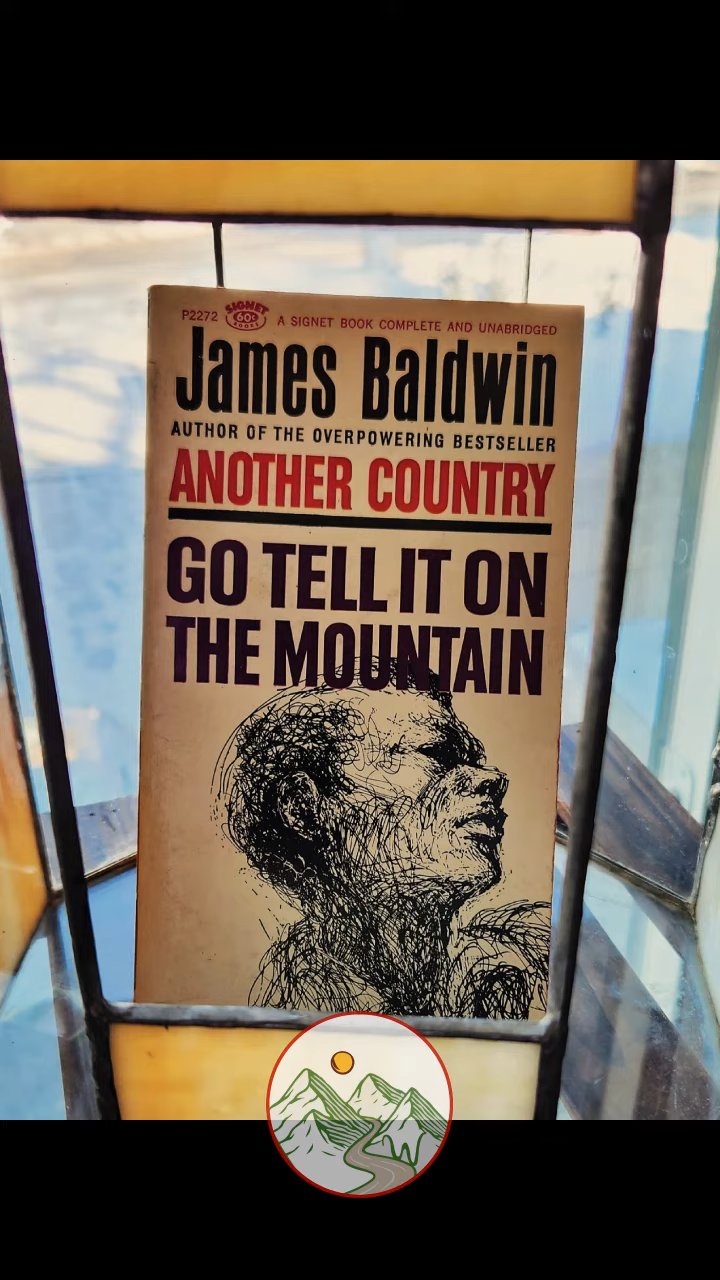 P2272 SIGNET 60¢ BOOKS A SIGNET BOOK COMPLETE AND UNABRIDGED
James Baldwin
AUTHOR OF THE OVERPOWERING BESTSELLER
ANOTHER COUNTRY
GO TELL IT ON
THE MOUNTAIN